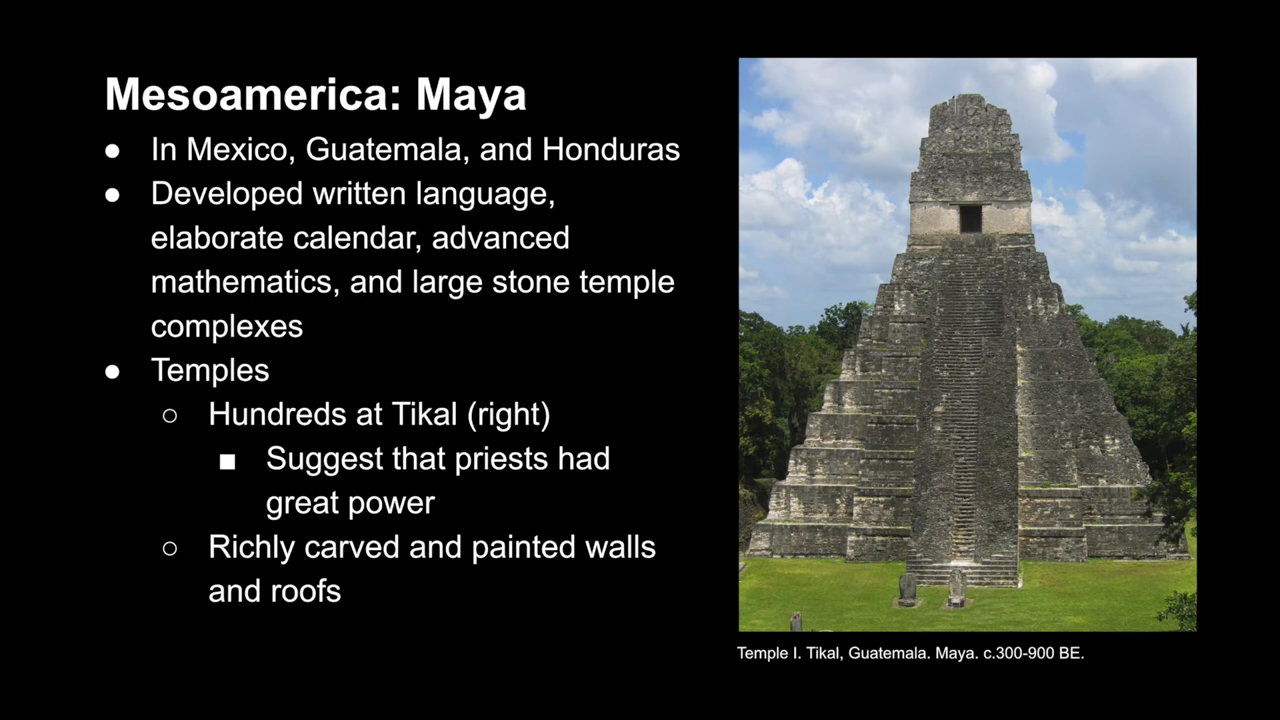 Mesoamerica: Maya
● In Mexico, Guatemala, and Honduras
● Developed written language,
elaborate calendar, advanced
mathematics, and large stone temple
complexes
● Temples
○ Hundreds at Tikal (right)
■ Suggest that priests had
great power
○ Richly carved and painted walls
and roofs
Temple I. Tikal, Guatemala. Maya. c.300-900 BE.